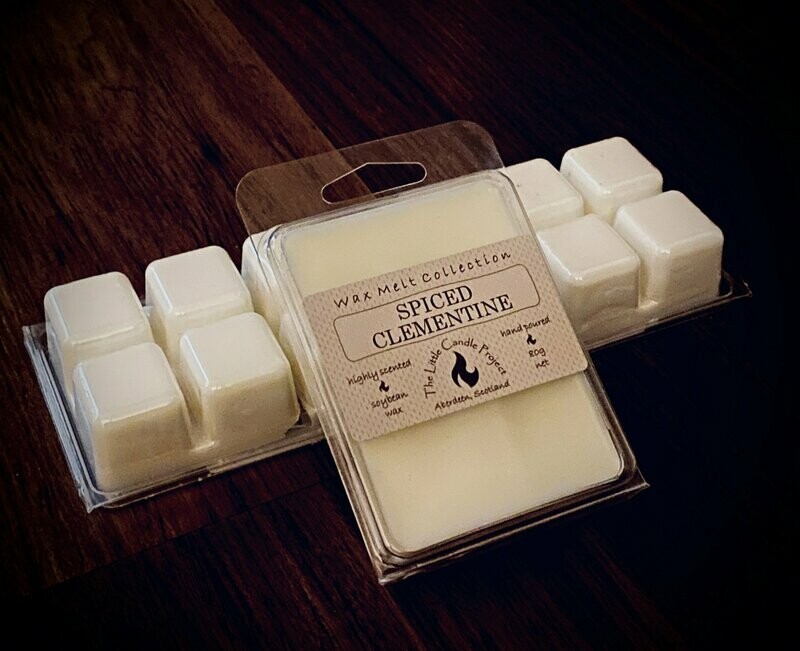 Wax Melt Collection
SPICED
CLEMENTINE
highly scented
soybean
wax
The Little Candle Project
Aberdeen, Scotland
hand poured
80g
net